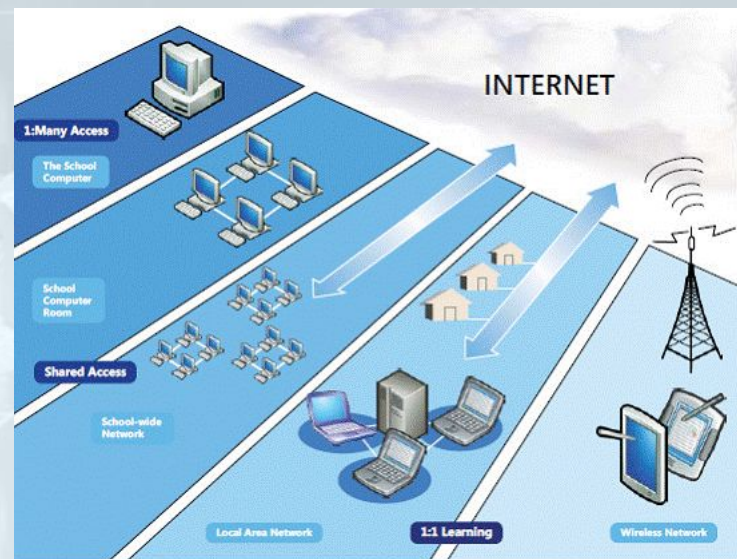 INTERNET
1:Many Access
The School
Computer
School
Computer
Room
Shared Access
School-wide
Network
Local Area Network
1:1 Learning
Wireless Network